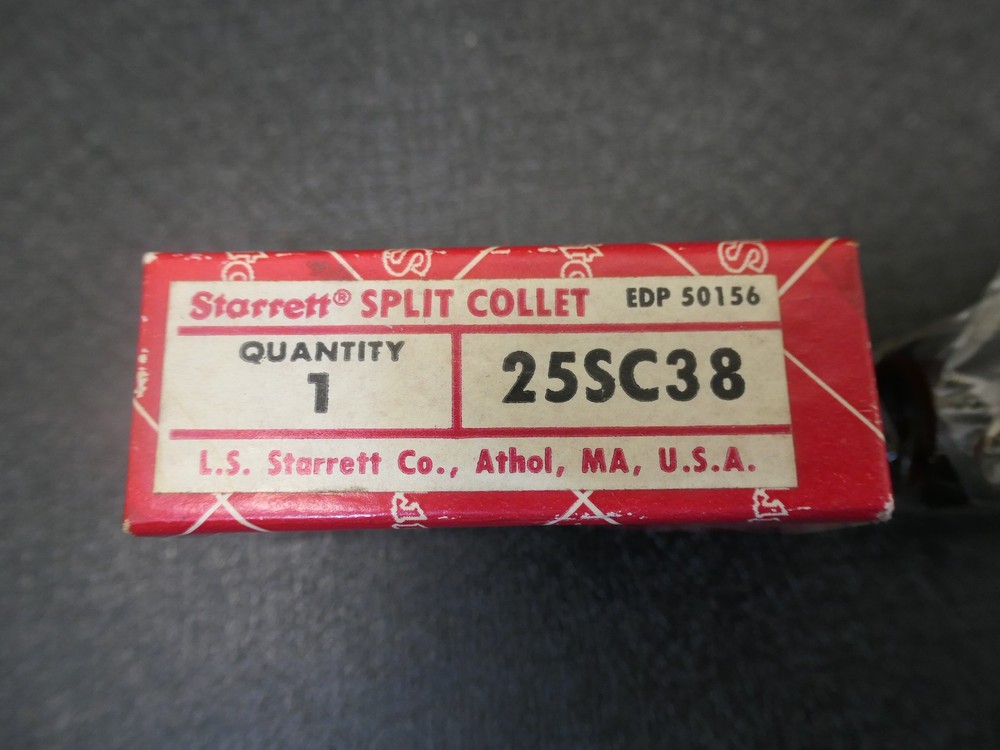 Starrett® SPLIT COLLET EDP 50156
QUANTITY
1
25SC38
L.S. Starrett Co., Athol, MA, U.S.A.